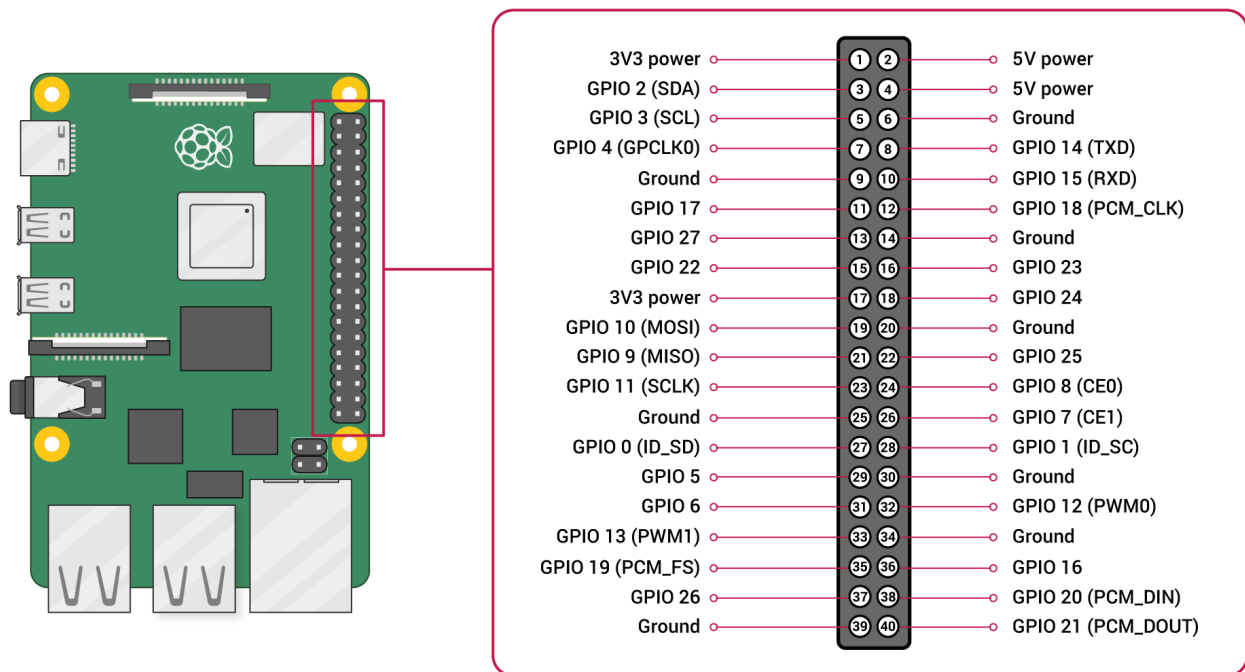 3V3 power 1 2 5V power
GPIO 2 (SDA) 3 4 5V power
GPIO 3 (SCL) 5 6 Ground
GPIO 4 (GPCLK0) 7 8 GPIO 14 (TXD)
Ground 9 10 GPIO 15 (RXD)
GPIO 17 11 12 GPIO 18 (PCM_CLK)
GPIO 27 13 14 Ground
GPIO 22 15 16 GPIO 23
3V3 power 17 18 GPIO 24
GPIO 10 (MOSI) 19 20 Ground
GPIO 9 (MISO) 21 22 GPIO 25
GPIO 11 (SCLK) 23 24 GPIO 8 (CE0)
Ground 25 26 GPIO 7 (CE1)
GPIO 0 (ID_SD) 27 28 GPIO 1 (ID_SC)
GPIO 5 29 30 Ground
GPIO 6 31 32 GPIO 12 (PWM0)
GPIO 13 (PWM1) 33 34 Ground
GPIO 19 (PCM_FS) 35 36 GPIO 16
GPIO 26 37 38 GPIO 20 (PCM_DIN)
Ground 39 40 GPIO 21 (PCM_DOUT)